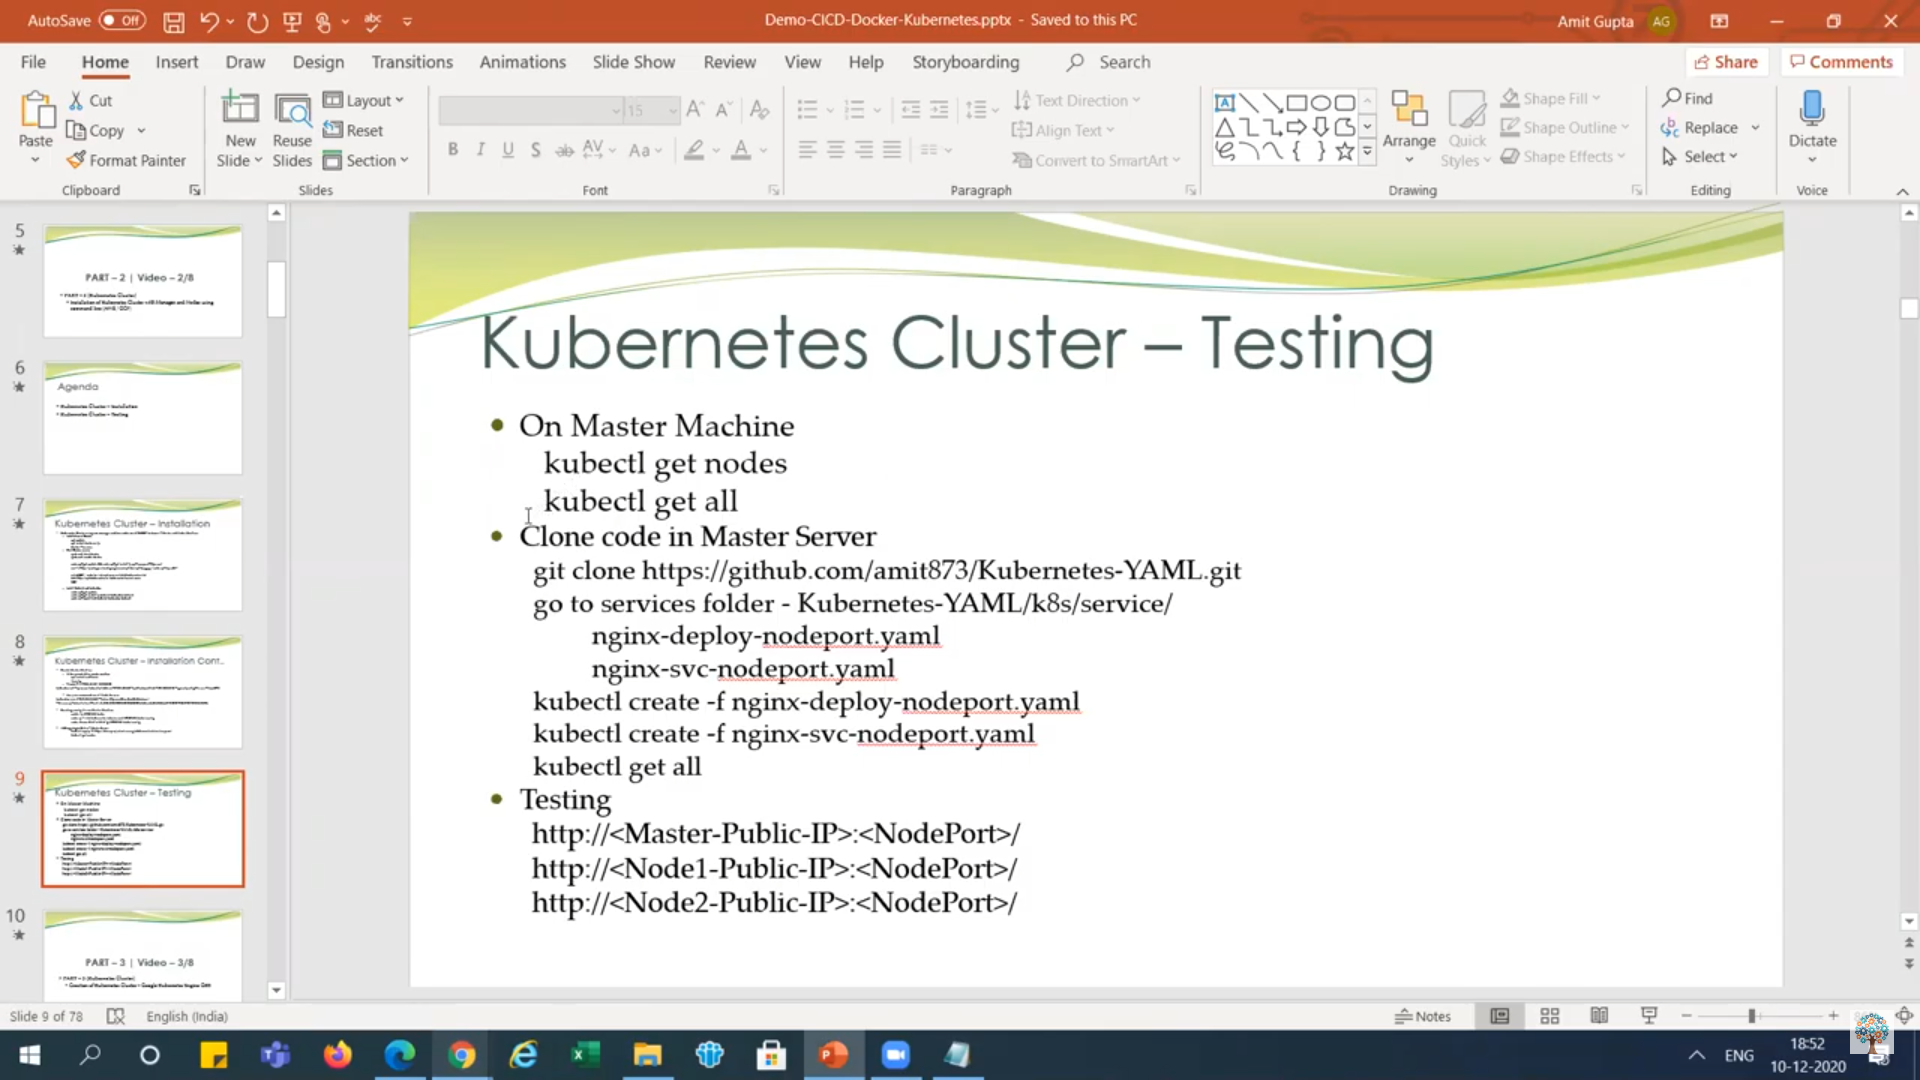 AutoSave Off
Demo-CICD-Docker-Kubernetes.pptx - Saved to this PC
Amit Gupta AG
File Home Insert Draw Design Transitions Animations Slide Show Review View Help Storyboarding Search Share Comments
Paste
Cut
Copy
Format Painter
Clipboard
New Slide
Reuse Slides
Layout
Reset
Section
Slides
15
Font
Text Direction
Align Text
Convert to SmartArt
Paragraph
Arrange
Quick Styles
Shape Fill
Shape Outline
Shape Effects
Drawing
Find
Replace
Select
Editing
Dictate
Voice
5
PART – 2 | Video – 2/8
6
Agenda
Kubernetes Cluster – Installation
Kubernetes Cluster – Testing
7
Kubernetes Cluster – Installation
8
Kubernetes Cluster – Installation Cont..
9
Kubernetes Cluster – Testing
10
PART – 3 | Video – 3/8
Kubernetes Cluster – Testing
• On Master Machine
kubectl get nodes
kubectl get all
• Clone code in Master Server
git clone https://github.com/amit873/Kubernetes-YAML.git
go to services folder - Kubernetes-YAML/k8s/service/
nginx-deploy-nodeport.yaml
nginx-svc-nodeport.yaml
kubectl create -f nginx-deploy-nodeport.yaml
kubectl create -f nginx-svc-nodeport.yaml
kubectl get all
• Testing
http://<Master-Public-IP>:<NodePort>/
http://<Node1-Public-IP>:<NodePort>/
http://<Node2-Public-IP>:<NodePort>/
Slide 9 of 78
English (India)
Notes
ENG
18:52
10-12-2020